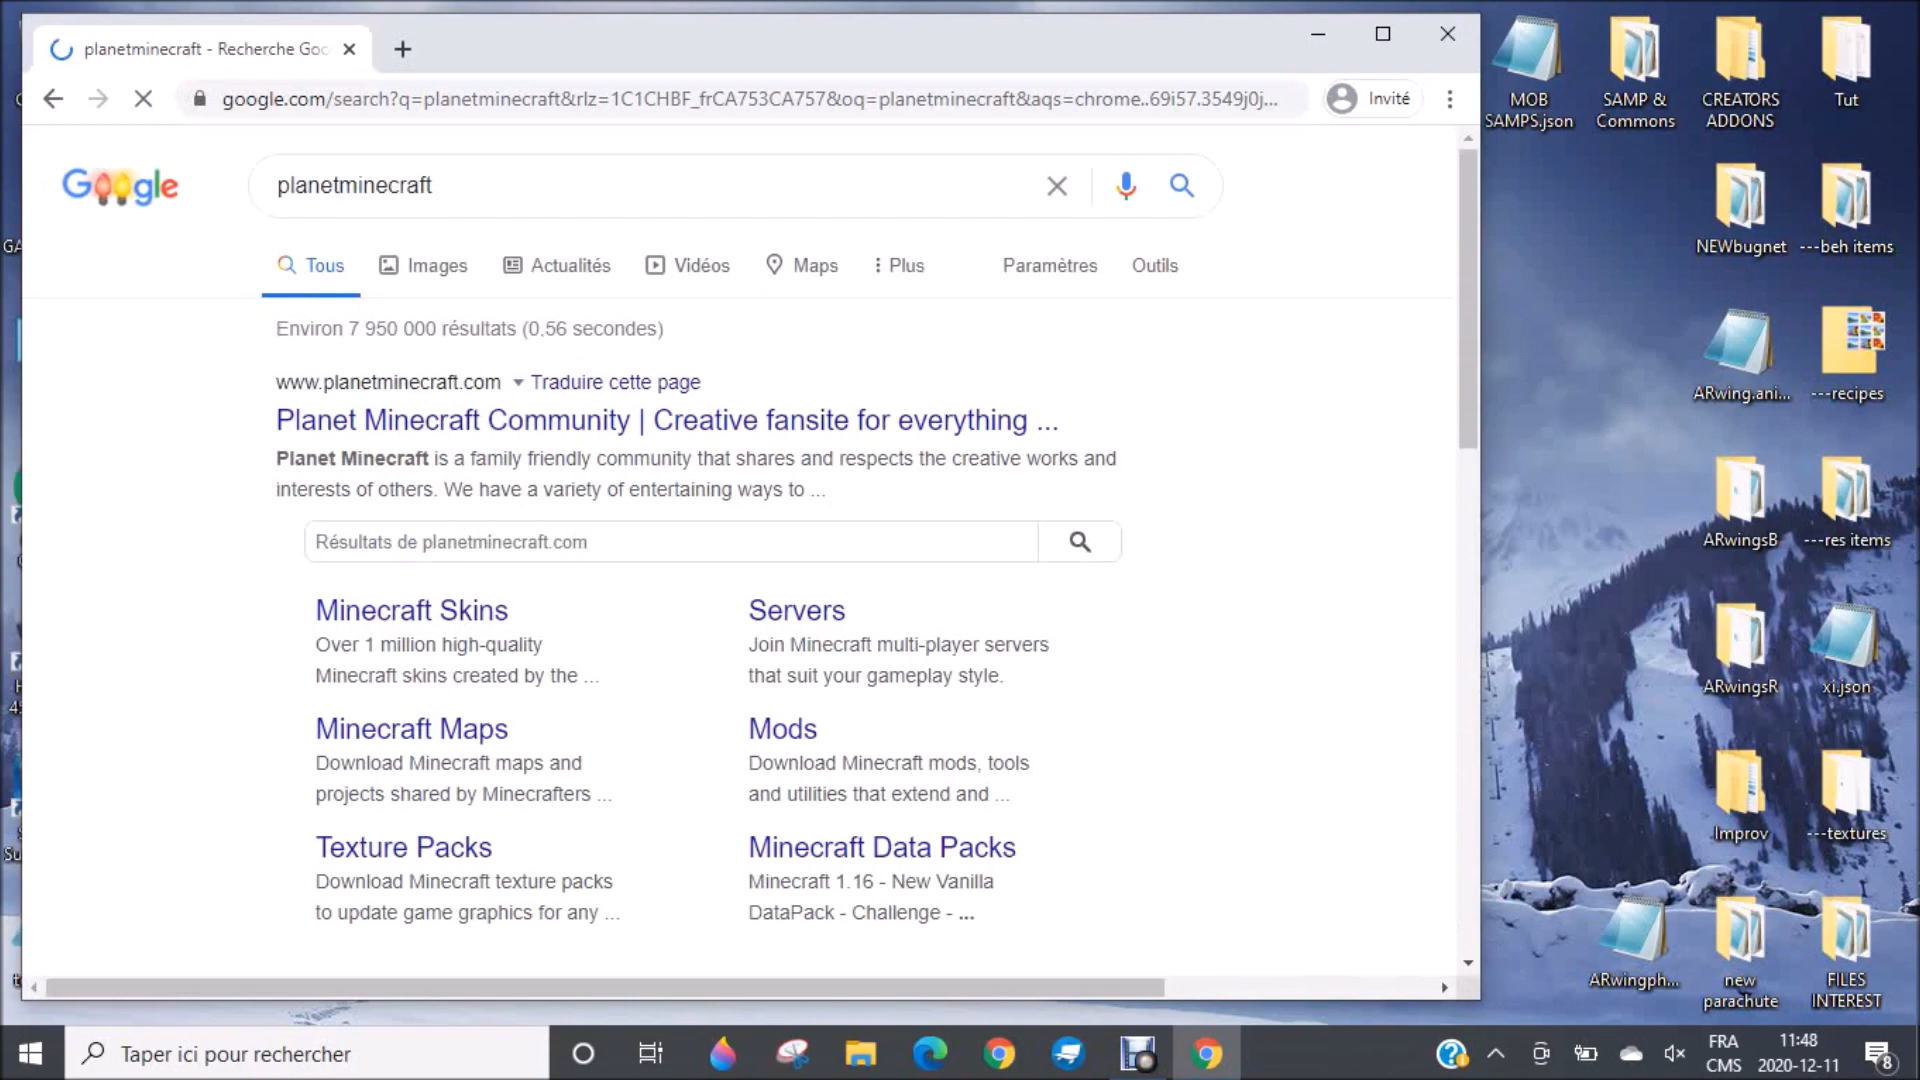 planetminecraft - Recherche Goo
google.com/search?q=planetminecraft&rlz=1C1CHBF_frCA753CA757&oq=planetminecraft&aqs=chrome..69i57.3549j0j...
Invité
Google
planetminecraft
Tous
Images
Actualités
Vidéos
Maps
Plus
Paramètres
Outils
Environ 7 950 000 résultats (0.56 secondes)
www.planetminecraft.com
Traduire cette page
Planet Minecraft Community | Creative fansite for everything ...
Planet Minecraft is a family friendly community that shares and respects the creative works and
interests of others. We have a variety of entertaining ways to ...
Résultats de planetminecraft.com
Minecraft Skins
Over 1 million high-quality
Minecraft skins created by the ...
Servers
Join Minecraft multi-player servers
that suit your gameplay style.
Minecraft Maps
Download Minecraft maps and
projects shared by Minecrafters ...
Mods
Download Minecraft mods, tools
and utilities that extend and ...
Texture Packs
Download Minecraft texture packs
to update game graphics for any ...
Minecraft Data Packs
Minecraft 1.16 - New Vanilla
DataPack - Challenge - ...
MOB
SAMPS.json
SAMP &
Commons
CREATORS
ADDONS
Tut
NEWbugnet
---beh items
ARwing.ani...
---recipes
ARwingsB
---res items
ARwingsR
xi.json
Improv
---textures
ARwingph...
new
parachute
FILES
INTEREST
Taper ici pour rechercher
FRA
CMS
11:48
2020-12-11
8